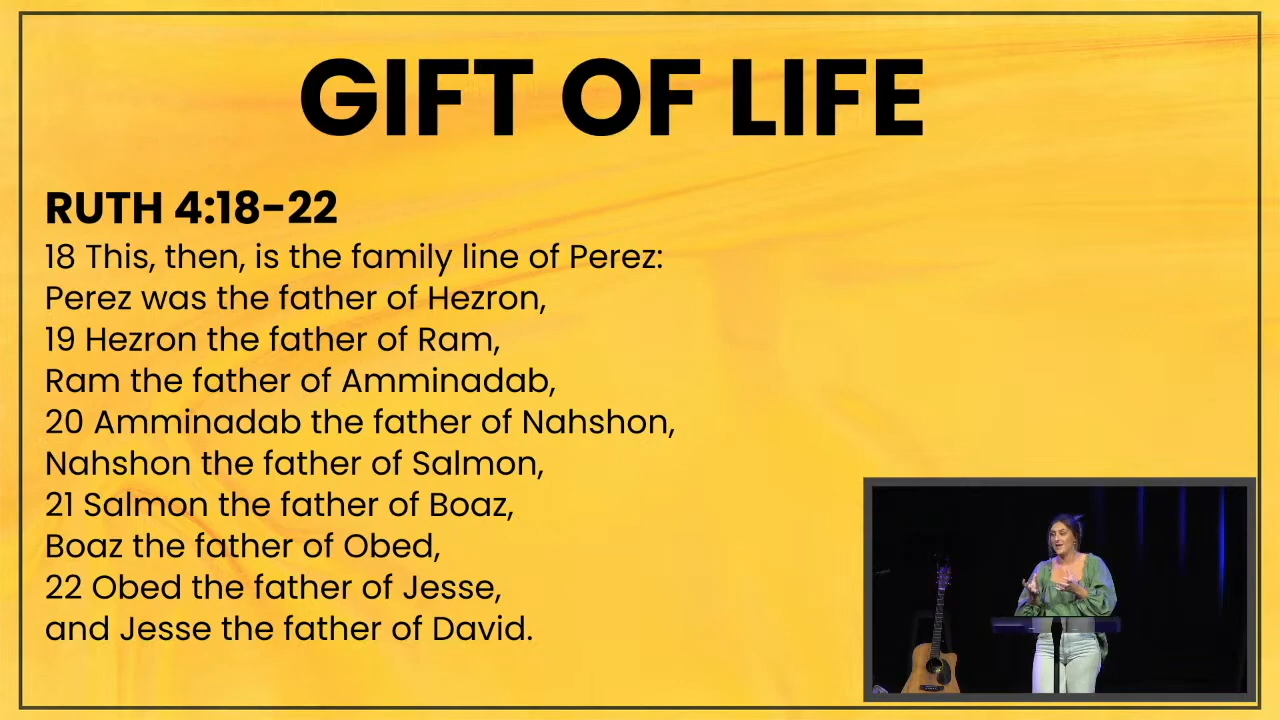 GIFT OF LIFE
RUTH 4:18-22
18 This, then, is the family line of Perez:
Perez was the father of Hezron,
19 Hezron the father of Ram,
Ram the father of Amminadab,
20 Amminadab the father of Nahshon,
Nahshon the father of Salmon,
21 Salmon the father of Boaz,
Boaz the father of Obed,
22 Obed the father of Jesse,
and Jesse the father of David.